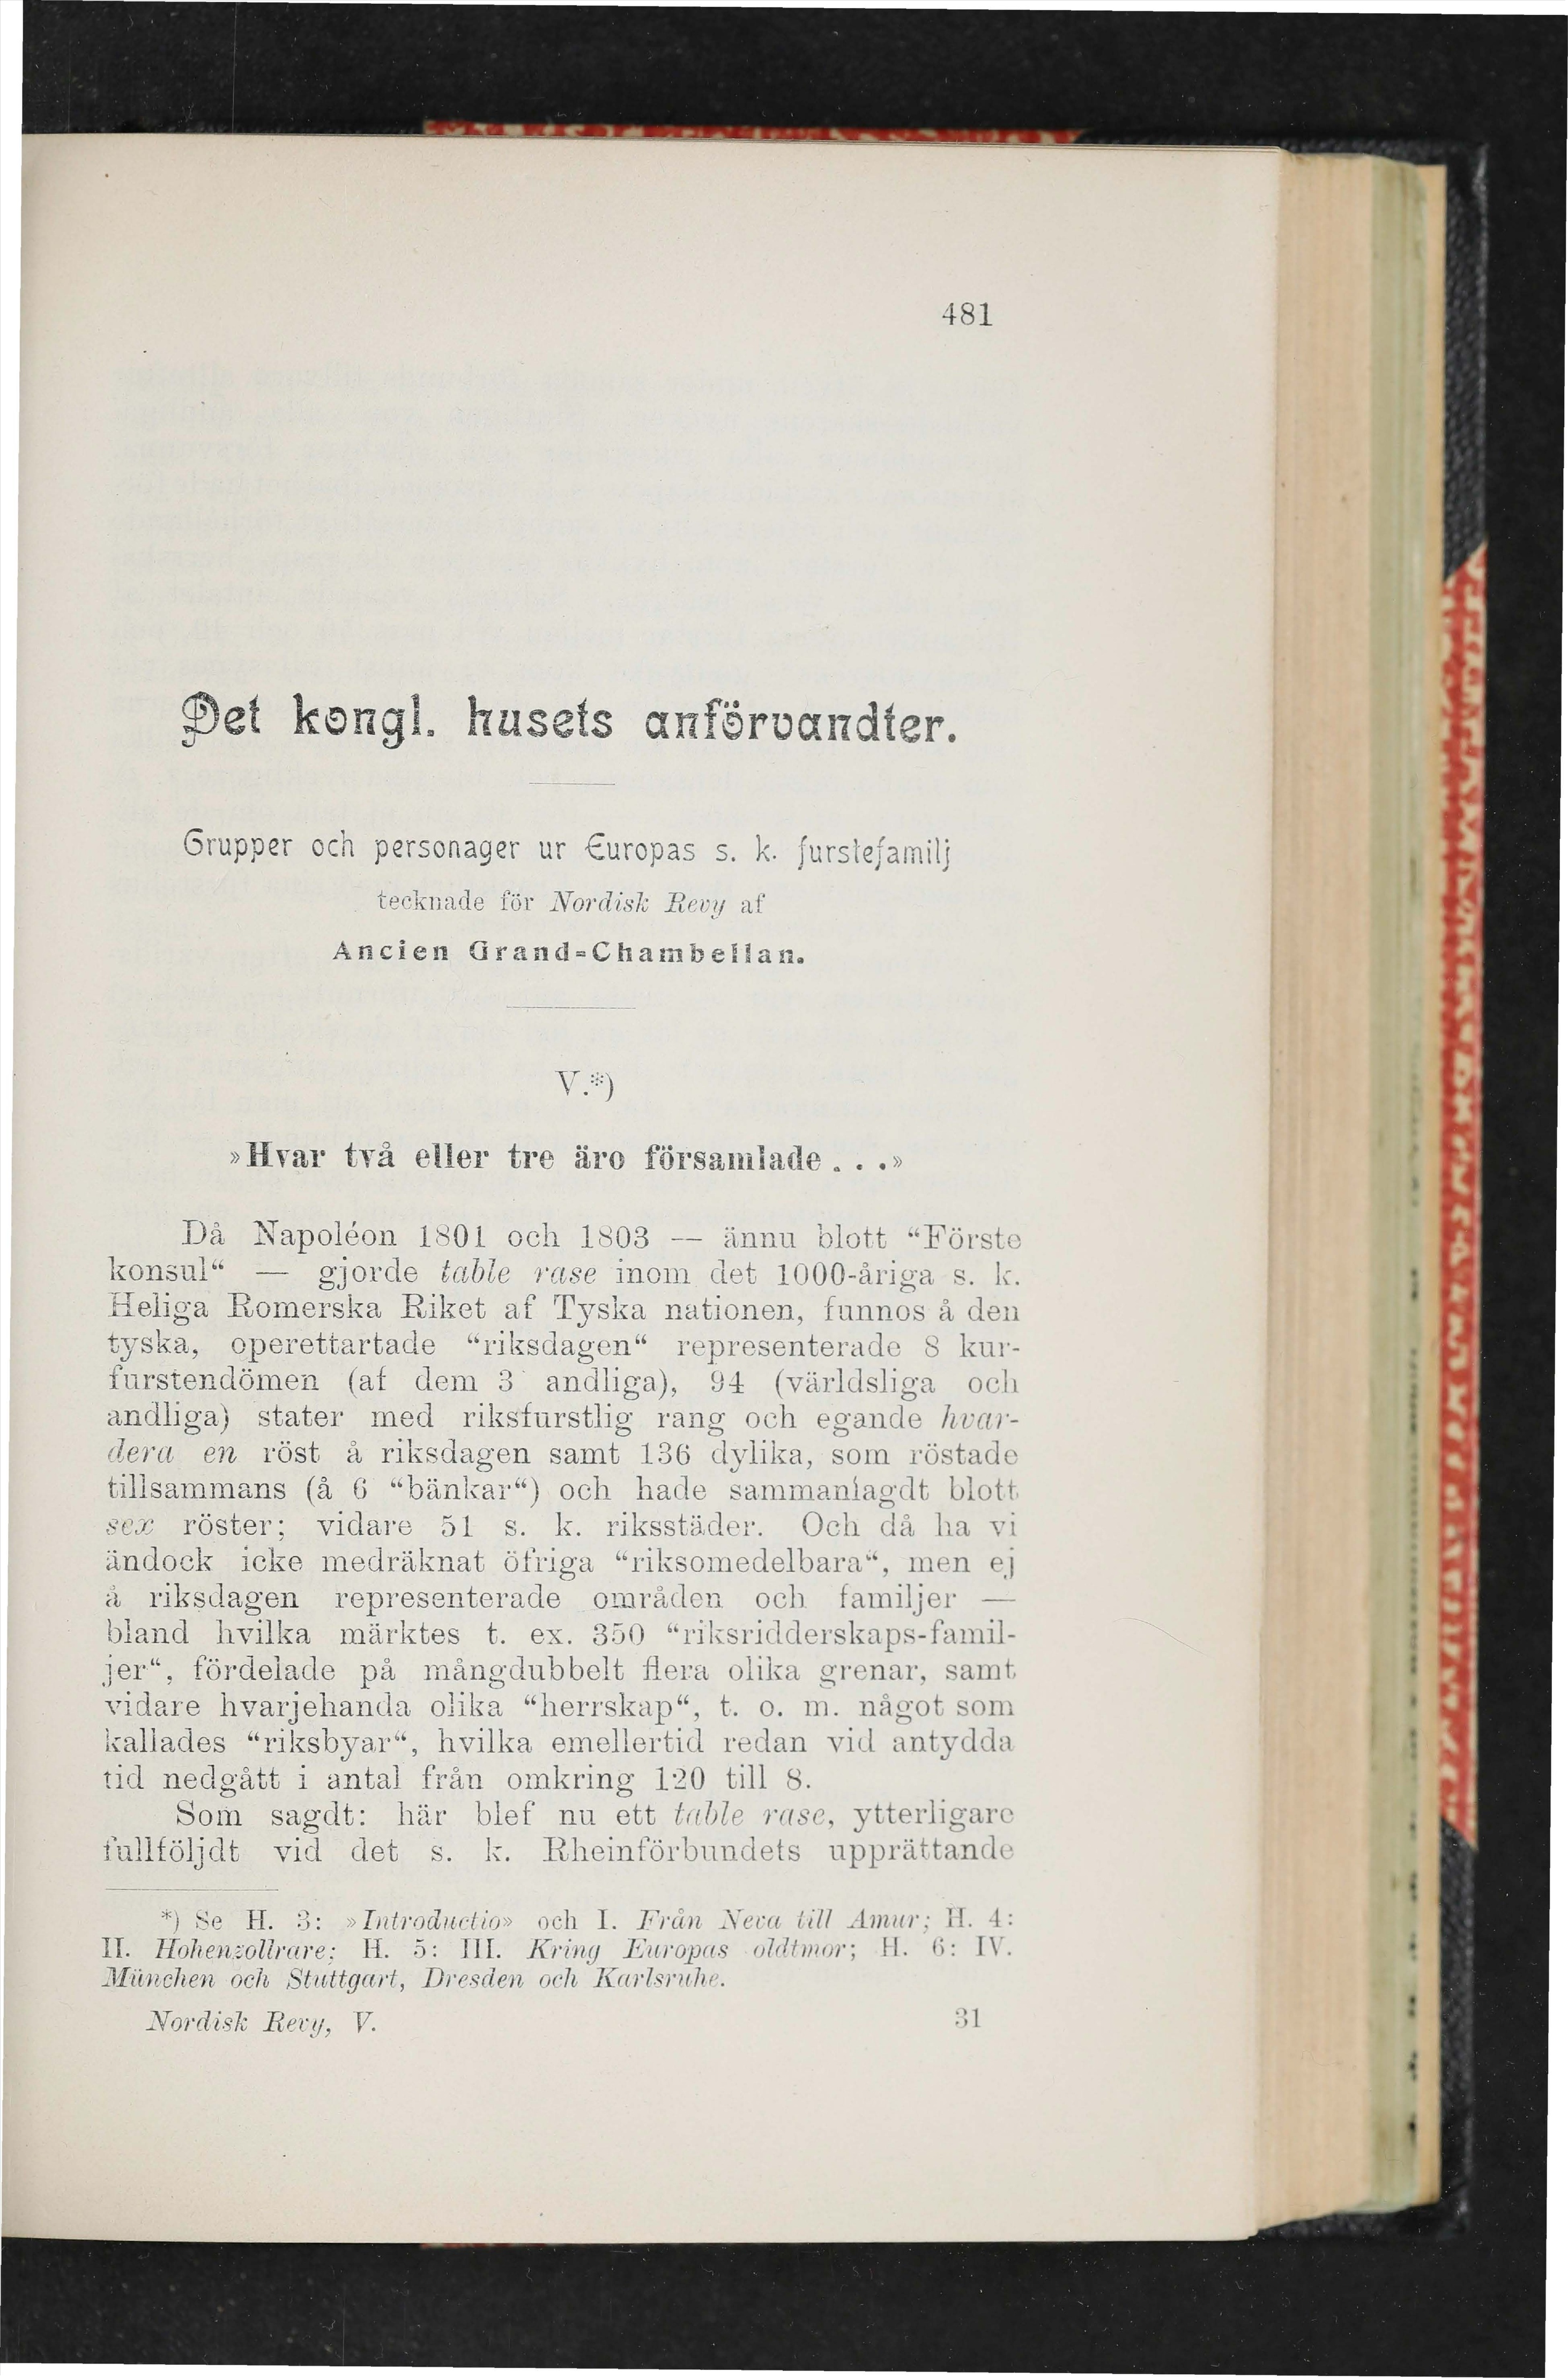 481
Det kongl. husets anförvandter.
Grupper och personager ur Europas s. k. furstefamilj
tecknade för Nordisk Revy af
Ancien Grand=Chambellan.
V.*)
»Hvar två eller tre äro församlade . . .»
Då Napoléon 1801 och 1803 — ännu blott “Förste
konsul“ — gjorde table rase inom det 1000-åriga s. k.
Heliga Romerska Riket af Tyska nationen, funnos å den
tyska, operettartade “riksdagen“ representerade 8 kur-
furstendömen (af dem 3 andliga), 94 (världsliga och
andliga) stater med riksfurstlig rang och egande hvar-
dera en röst å riksdagen samt 136 dylika, som röstade
tillsammans (å 6 “bänkar“) och hade sammanlagdt blott
sex röster; vidare 51 s. k. riksstäder. Och då ha vi
ändock icke medräknat öfriga “riksomedelbara“, men ej
å riksdagen representerade områden och familjer —
bland hvilka märktes t. ex. 350 “riksridderskaps-famil-
jer“, fördelade på mångdubbelt flera olika grenar, samt
vidare hvarjehanda olika “herrskap“, t. o. m. något som
kallades “riksbyar“, hvilka emellertid redan vid antydda
tid nedgått i antal från omkring 120 till 8.
Som sagdt: här blef nu ett table rase, ytterligare
fullföljdt vid det s. k. Rheinförbundets upprättande
*) Se H. 3: »Introductio» och I. Från Neva till Amur; H. 4:
II. Hohenzollrare; H. 5: III. Kring Europas oldtmor; H. 6: IV.
München och Stuttgart, Dresden och Karlsruhe.
Nordisk Revy, V. 31